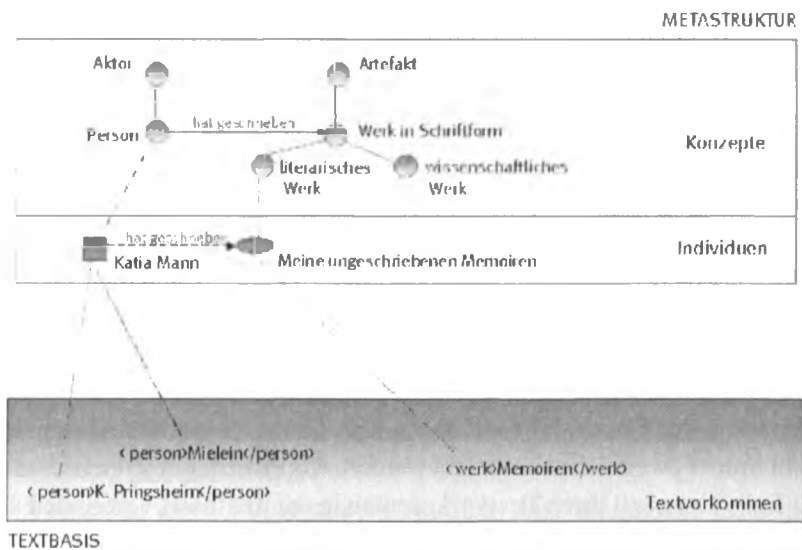 METASTRUKTUR
Aktor
Artefakt
Person
hat geschrieben
Werk in Schriftform
Konzepte
literarisches
Werk
wissenschaftliches
Werk
hat geschrieben
Individuen
Katia Mann
Meine ungeschriebenen Memoiren
<person>Mielein</person>
<werk>Memoiren</werk>
<person>K. Pringsheim</person>
Textvorkommen
TEXTBASIS